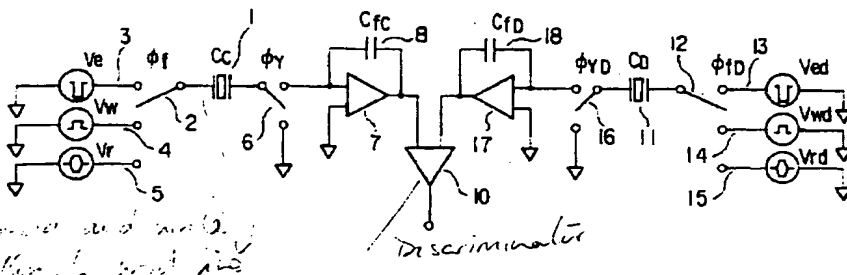 1
3 Ve φf Cc φY CfC 8 CfD 18 φYD CD 12 φfD 13 Ved
Vw 2 6 7 17 16 11 Vwd
4 14
Vr 10 Vrd
5 15
Discriminator
and